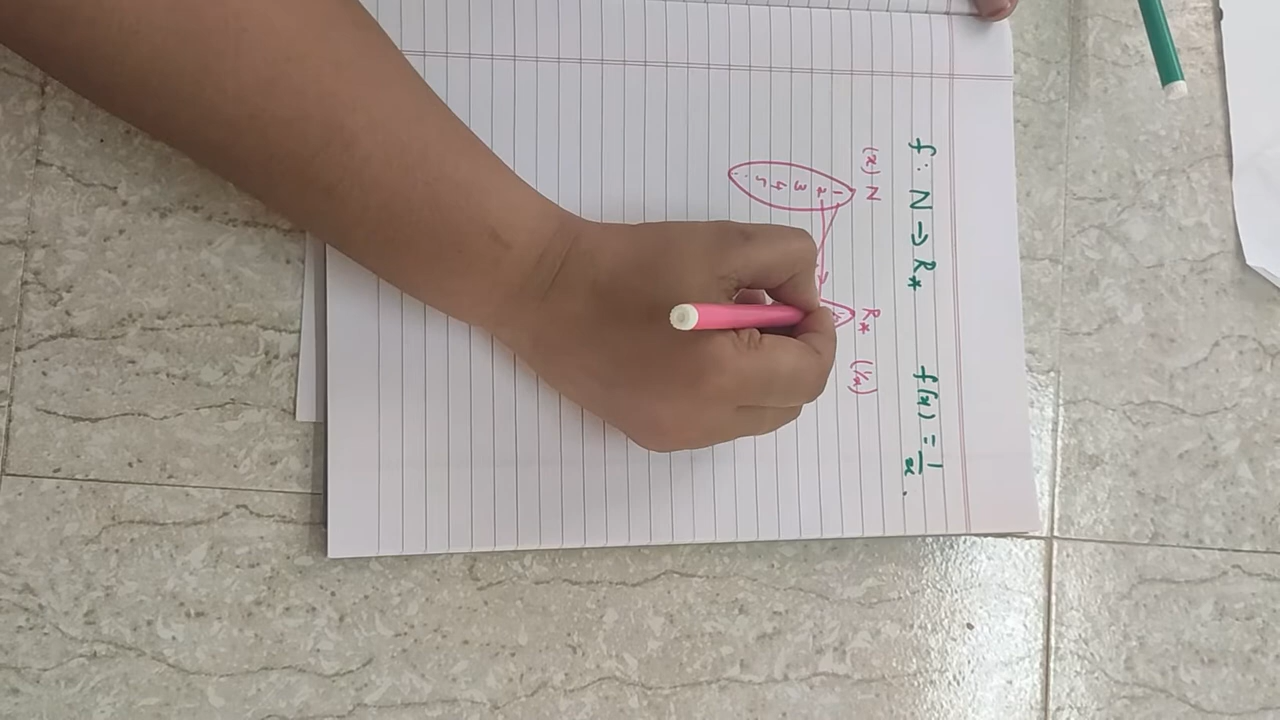 f : N → R* f(x) = 1/x.
(x) N R* (1/x)
1
2
3
4
5